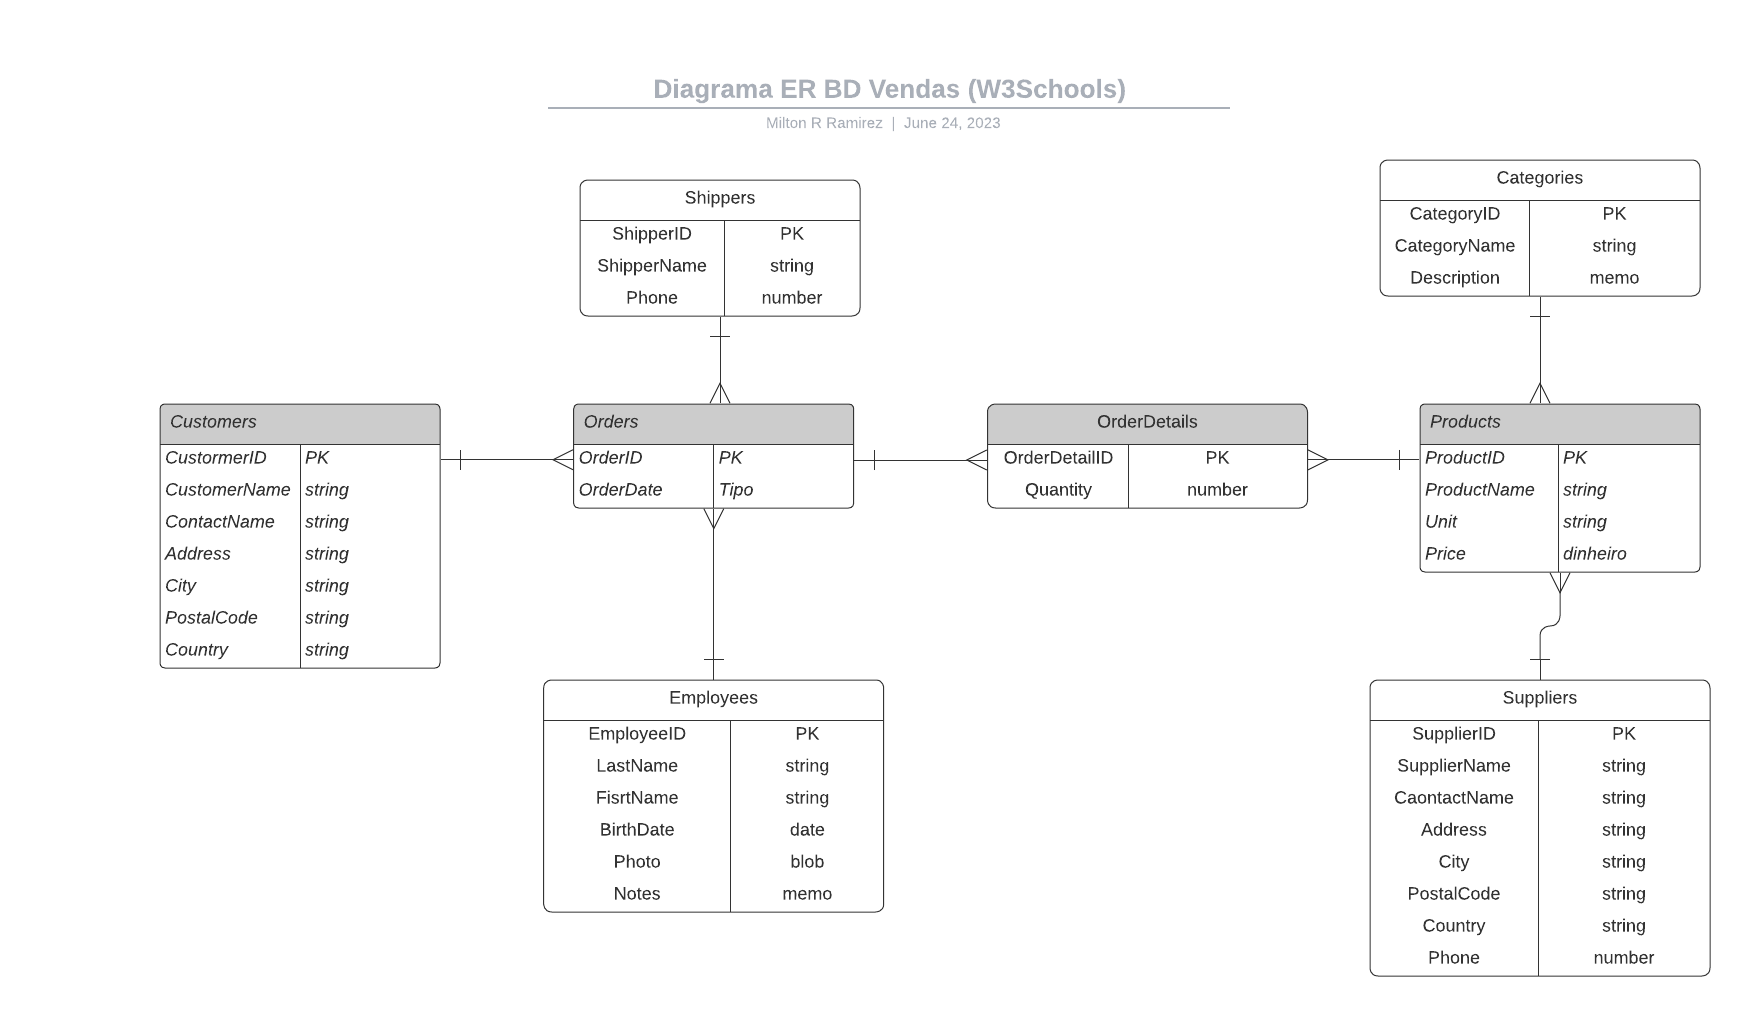 Diagrama ER BD Vendas (W3Schools)
Milton R Ramirez | June 24, 2023
Shippers
ShipperID PK
ShipperName string
Phone number
Categories
CategoryID PK
CategoryName string
Description memo
Customers
CustormerID PK
CustomerName string
ContactName string
Address string
City string
PostalCode string
Country string
Orders
OrderID PK
OrderDate Tipo
OrderDetails
OrderDetailID PK
Quantity number
Products
ProductID PK
ProductName string
Unit string
Price dinheiro
Employees
EmployeeID PK
LastName string
FisrtName string
BirthDate date
Photo blob
Notes memo
Suppliers
SupplierID PK
SupplierName string
CaontactName string
Address string
City string
PostalCode string
Country string
Phone number